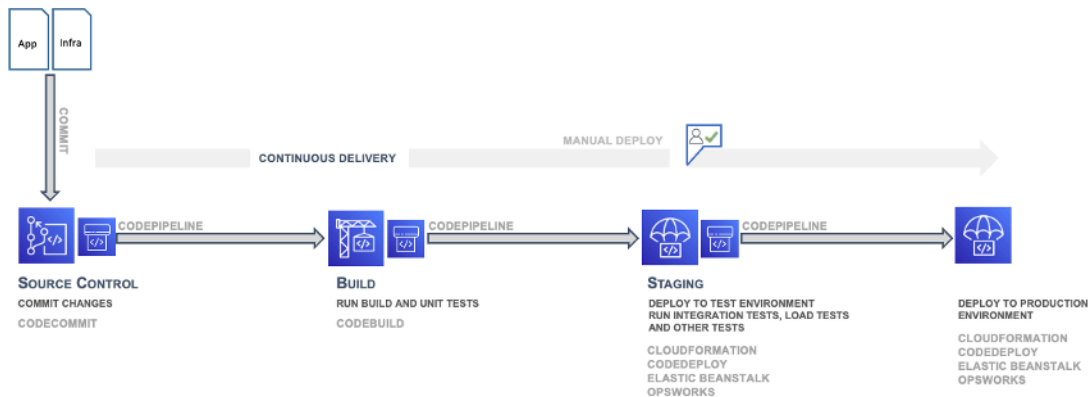 App
Infra
COMMIT
MANUAL DEPLOY
CONTINUOUS DELIVERY
CODEPIPELINE
CODEPIPELINE
CODEPIPELINE
SOURCE CONTROL
COMMIT CHANGES
CODECOMMIT
BUILD
RUN BUILD AND UNIT TESTS
CODEBUILD
STAGING
DEPLOY TO TEST ENVIRONMENT
RUN INTEGRATION TESTS, LOAD TESTS
AND OTHER TESTS
CLOUDFORMATION
CODEDEPLOY
ELASTIC BEANSTALK
OPSWORKS
DEPLOY TO PRODUCTION
ENVIRONMENT
CLOUDFORMATION
CODEDEPLOY
ELASTIC BEANSTALK
OPSWORKS